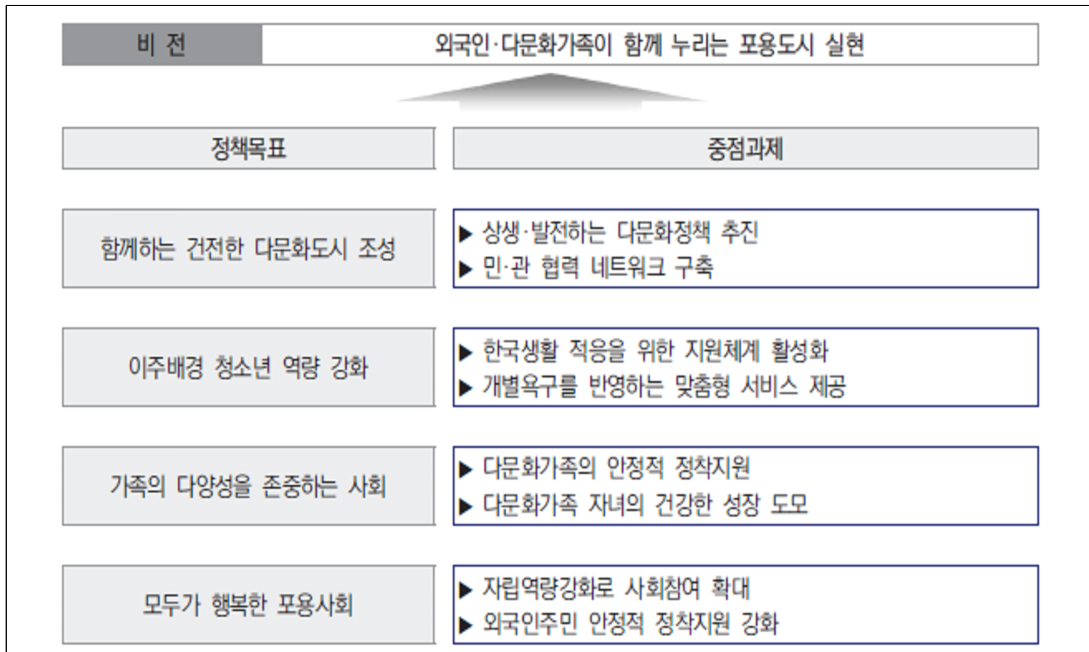 비 전
외국인·다문화가족이 함께 누리는 포용도시 실현
정책목표
중점과제
함께하는 건전한 다문화도시 조성
▶ 상생·발전하는 다문화정책 추진
▶ 민·관 협력 네트워크 구축
이주배경 청소년 역량 강화
▶ 한국생활 적응을 위한 지원체계 활성화
▶ 개별욕구를 반영하는 맞춤형 서비스 제공
가족의 다양성을 존중하는 사회
▶ 다문화가족의 안정적 정착지원
▶ 다문화가족 자녀의 건강한 성장 도모
모두가 행복한 포용사회
▶ 자립역량강화로 사회참여 확대
▶ 외국인주민 안정적 정착지원 강화